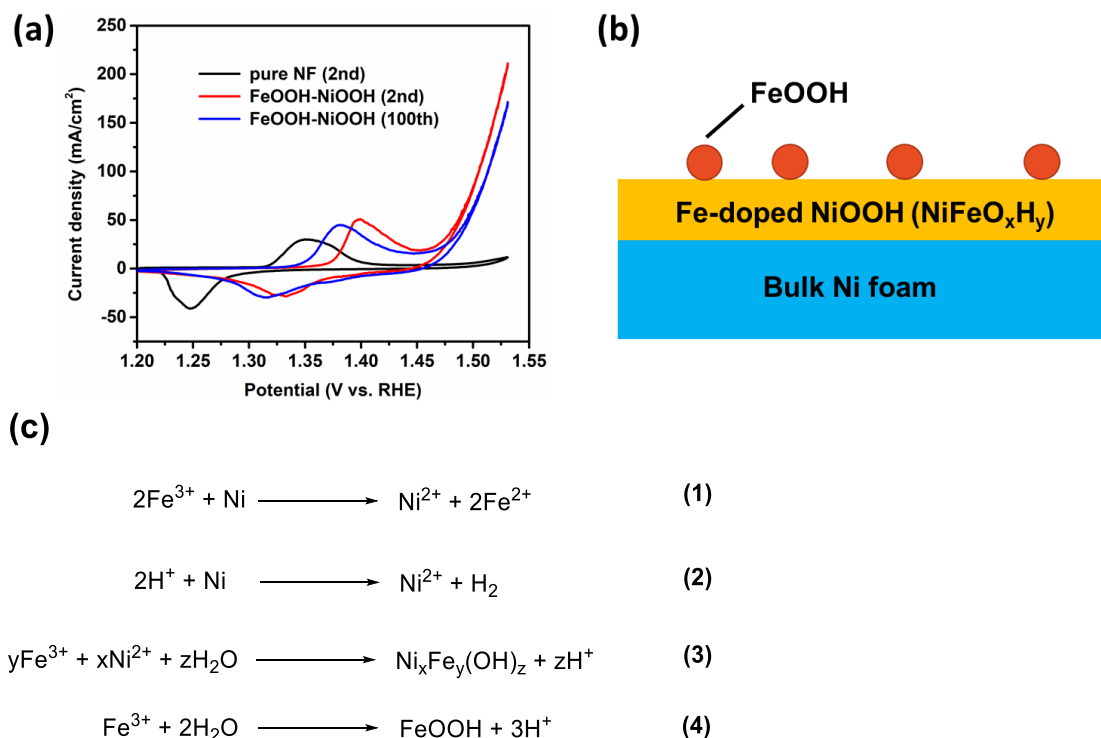 (a)
250
200
150
100
50
0
-50
Current density (mA/cm²)
pure NF (2nd)
FeOOH-NiOOH (2nd)
FeOOH-NiOOH (100th)
1.20 1.25 1.30 1.35 1.40 1.45 1.50 1.55
Potential (V vs. RHE)
(b)
FeOOH
Fe-doped NiOOH (NiFeOₓHᵧ)
Bulk Ni foam
(c)
2Fe³⁺ + Ni ⟶ Ni²⁺ + 2Fe²⁺ (1)
2H⁺ + Ni ⟶ Ni²⁺ + H₂ (2)
yFe³⁺ + xNi²⁺ + zH₂O ⟶ NiₓFeᵧ(OH)z + zH⁺ (3)
Fe³⁺ + 2H₂O ⟶ FeOOH + 3H⁺ (4)